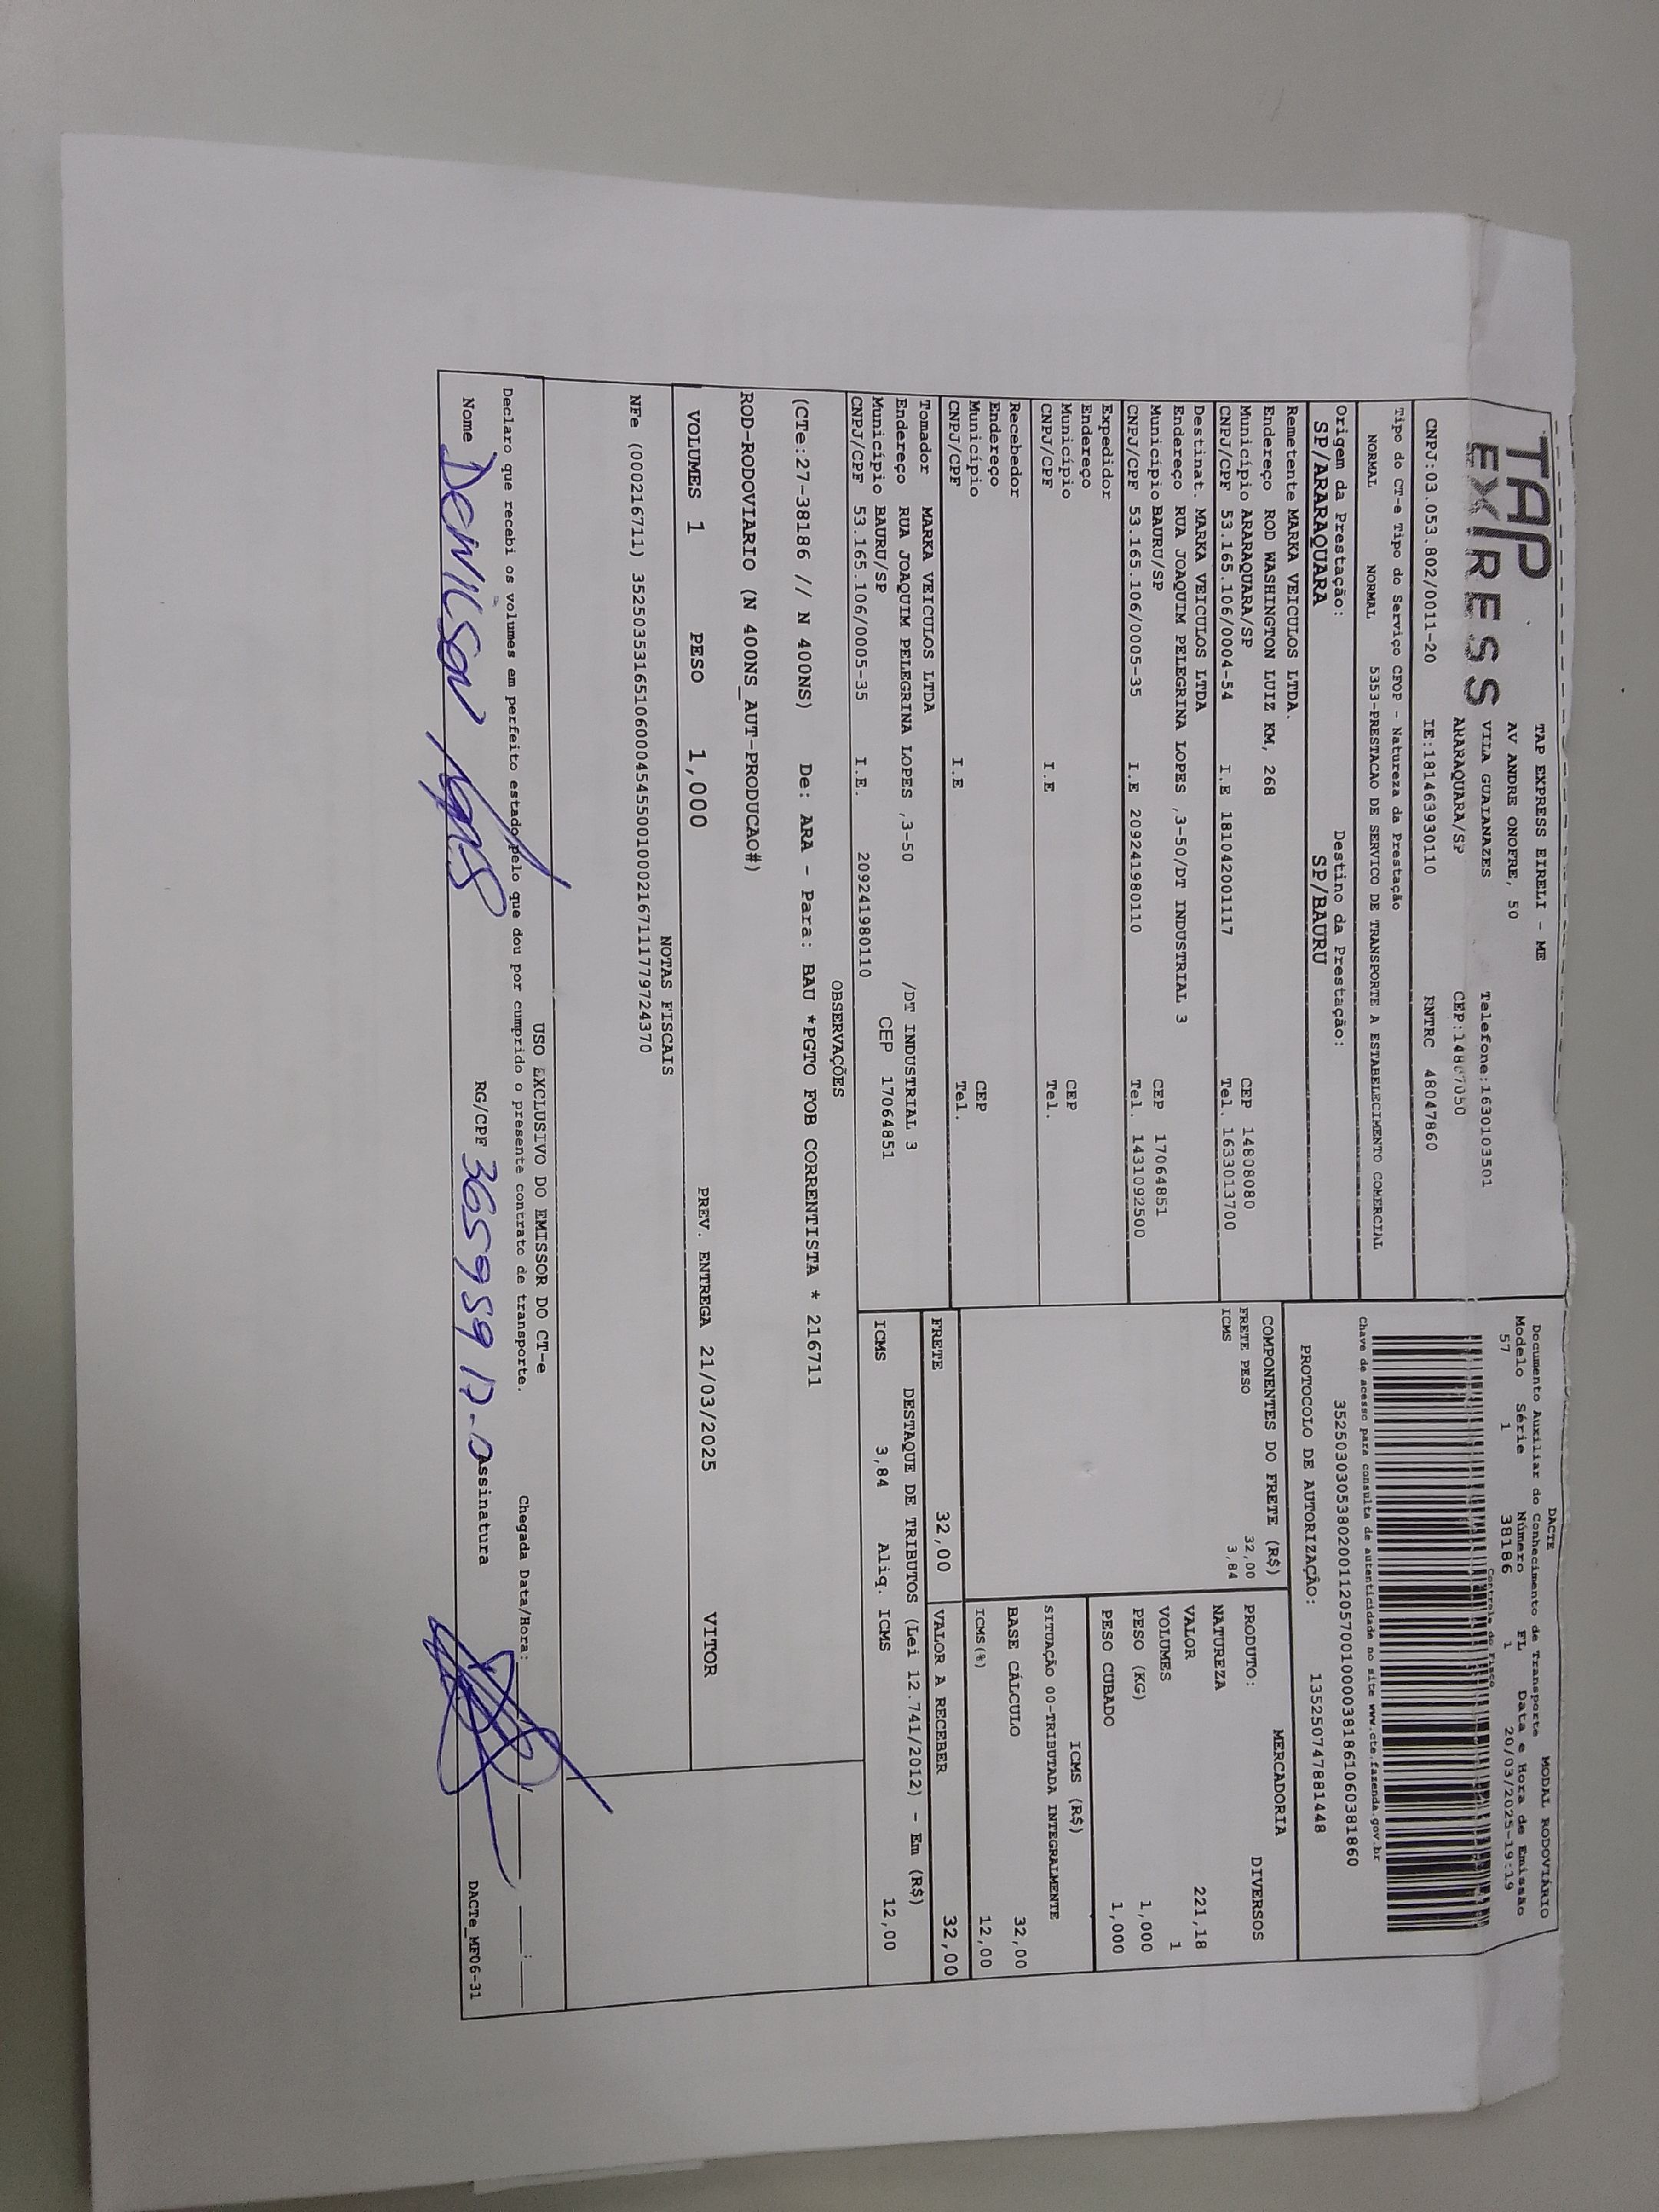 TAP EXPRESS
TAP EXPRESS EIRELI - ME
AV ANDRE ONOFRE, 50
VILA GUAIANAZES Telefone:1630103501
ARARAQUARA/SP CEP:14807050
CNPJ:03.053.802/0011-20 IE:181463930110 RNTRC 48047860
Tipo do CT-e Tipo do Serviço CFOP - Natureza da Prestação
NORMAL NORMAL 5353-PRESTACAO DE SERVICO DE TRANSPORTE A ESTABELECIMENTO COMERCIAL
Origem da Prestação: Destino da Prestação:
SP/ARARAQUARA SP/BAURU
DACTE MODAL RODOVIÁRIO
Documento Auxiliar do Conhecimento de Transporte
Modelo Série Número FL Data e Hora de Emissão
57 1 38186 1 20/03/2025-19:19
Controle do Fisco
Chave de acesso para consulta de autenticidade no site www.cte.fazenda.gov.br
35250303053802001120570010000381861060381860
PROTOCOLO DE AUTORIZAÇÃO: 135250747881448
Remetente MARKA VEICULOS LTDA.
Endereço ROD WASHINGTON LUIZ KM, 268
Município ARARAQUARA/SP CEP 14808080
CNPJ/CPF 53.165.106/0004-54 I.E 181042001117 Tel. 1633013700
Destinat. MARKA VEICULOS LTDA
Endereço RUA JOAQUIM PELEGRINA LOPES ,3-50/DT INDUSTRIAL 3
Município BAURU/SP CEP 17064851
CNPJ/CPF 53.165.106/0005-35 I.E 209241980110 Tel. 1431092500
Expedidor
Endereço
Município CEP
CNPJ/CPF I.E Tel.
Recebedor
Endereço
Município CEP
CNPJ/CPF I.E Tel.
Tomador MARKA VEICULOS LTDA
Endereço RUA JOAQUIM PELEGRINA LOPES ,3-50 /DT INDUSTRIAL 3
Município BAURU/SP CEP 17064851
CNPJ/CPF 53.165.106/0005-35 I.E. 209241980110
COMPONENTES DO FRETE (R$)
FRETE PESO 32,00
ICMS 3,84
MERCADORIA
PRODUTO: DIVERSOS
NATUREZA
VALOR 221,18
VOLUMES 1
PESO (KG) 1,000
PESO CUBADO 1,000
ICMS (R$)
SITUAÇÃO 00-TRIBUTADA INTEGRALMENTE
BASE CÁLCULO 32,00
ICMS(%) 12,00
FRETE 32,00 VALOR A RECEBER 32,00
DESTAQUE DE TRIBUTOS (Lei 12.741/2012) - Em (R$)
ICMS 3,84 Aliq. ICMS 12,00
OBSERVAÇÕES
(CTe:27-38186 // N 400NS) De: ARA - Para: BAU *PGTO FOB CORRENTISTA * 216711
ROD-RODOVIARIO (N 400NS_AUT-PRODUCAO#)
VOLUMES 1 PESO 1,000 PREV. ENTREGA 21/03/2025 VITOR
NOTAS FISCAIS
NFe (000216711) 35250353165106000454550010002167111779724370
USO EXCLUSIVO DO EMISSOR DO CT-e
Declaro que recebi os volumes em perfeito estado pelo que dou por cumprido o presente contrato de transporte. Chegada Data/Hora:
Nome Denilson RG/CPF Assinatura
DACTe_MF06-31